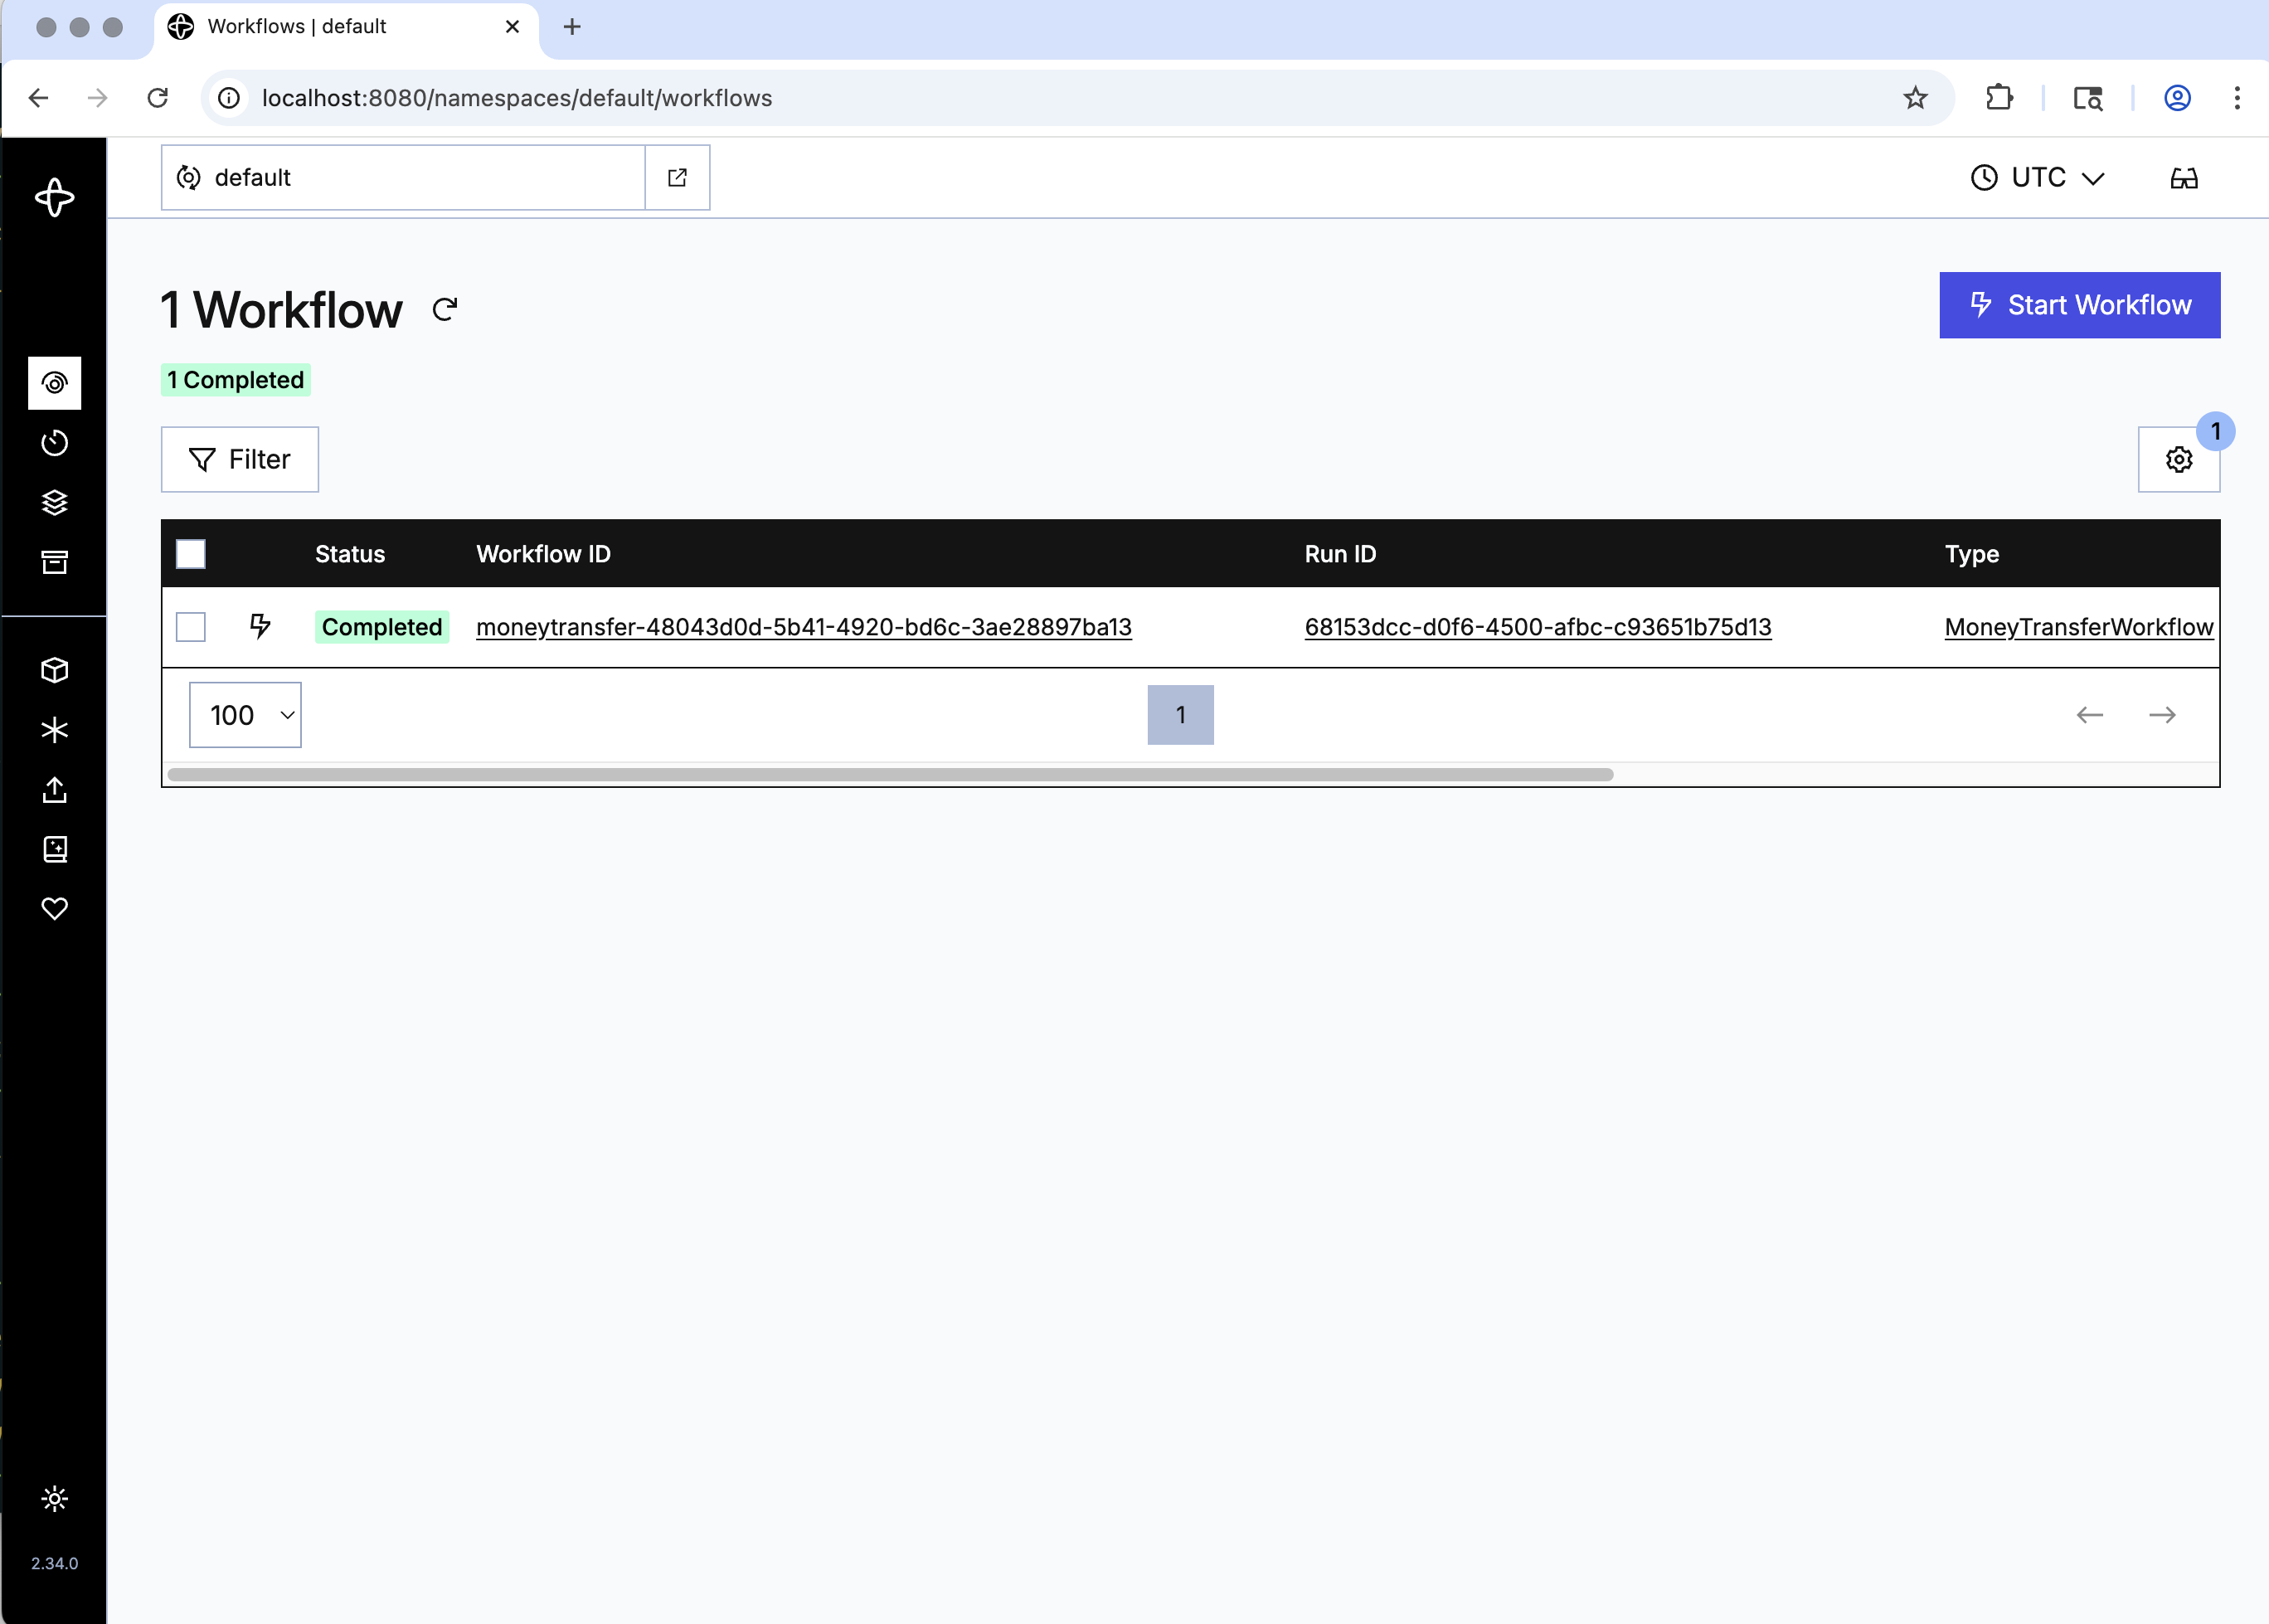 Workflows | default
localhost:8080/namespaces/default/workflows
default
UTC
1 Workflow
Start Workflow
1 Completed
Filter
1
Status Workflow ID Run ID Type
Completed moneytransfer-48043d0d-5b41-4920-bd6c-3ae28897ba13 68153dcc-d0f6-4500-afbc-c93651b75d13 MoneyTransferWorkflow
100 1
2.34.0